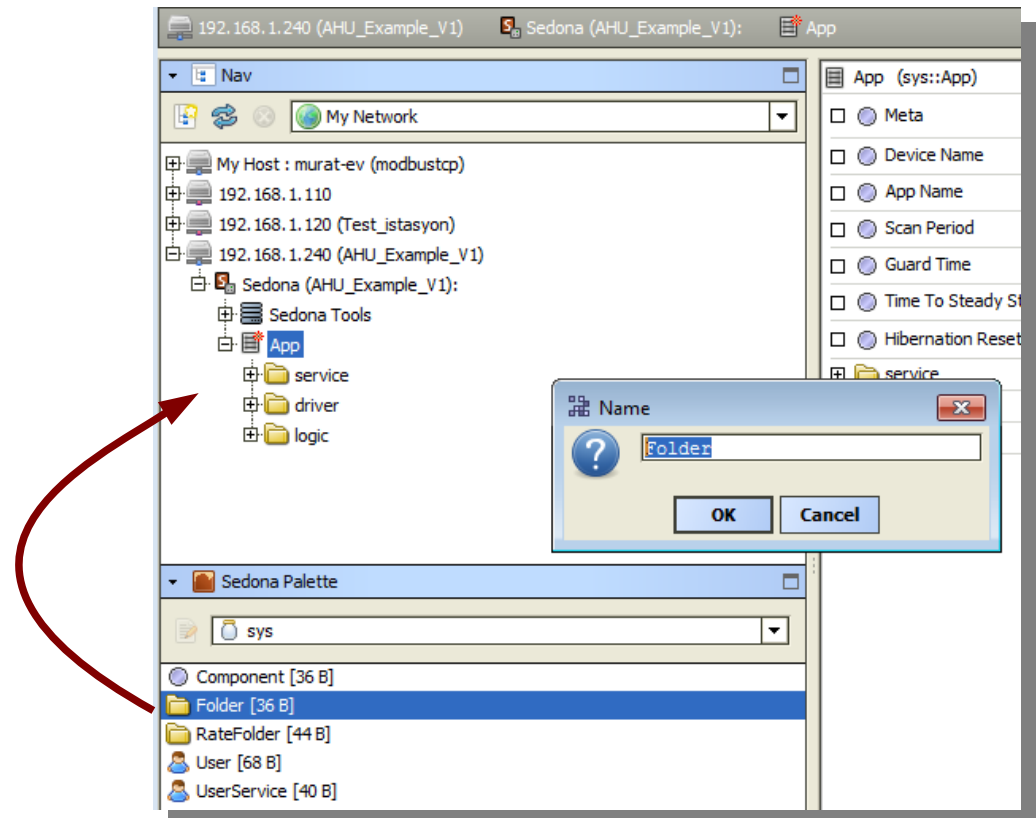 192.168.1.240 (AHU_Example_V1) Sedona (AHU_Example_V1): App
Nav
My Network
My Host : murat-ev (modbustcp)
192.168.1.110
192.168.1.120 (Test_istasyon)
192.168.1.240 (AHU_Example_V1)
Sedona (AHU_Example_V1):
Sedona Tools
App
service
driver
logic
App (sys::App)
Meta
Device Name
App Name
Scan Period
Guard Time
Time To Steady St
Hibernation Reset
service
Name
Folder
OK Cancel
Sedona Palette
sys
Component [36 B]
Folder [36 B]
RateFolder [44 B]
User [68 B]
UserService [40 B]